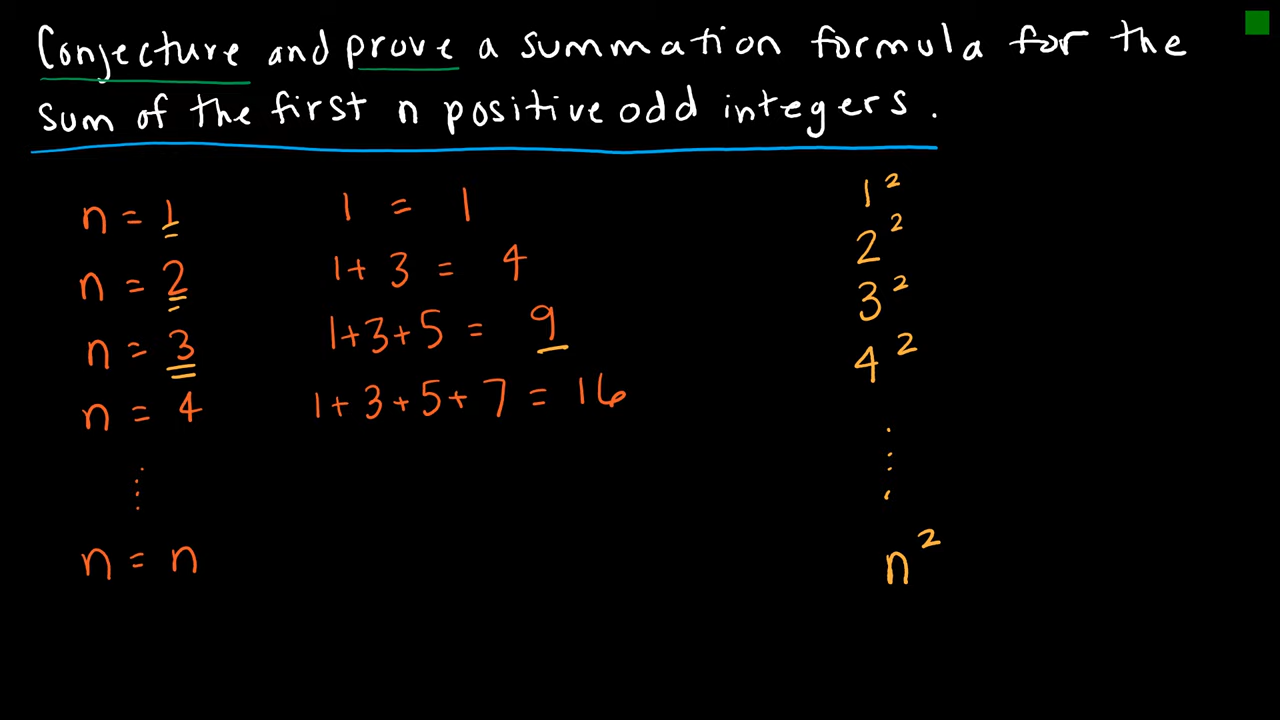 Conjecture and prove a summation formula for the
sum of the first n positive odd integers.
n = 1 1 = 1 1²
n = 2 1+ 3 = 4 2²
n = 3 1+3+5 = 9 3²
n = 4 1+3+5+7 = 16 4²
⋮ ⋮
n = n n²